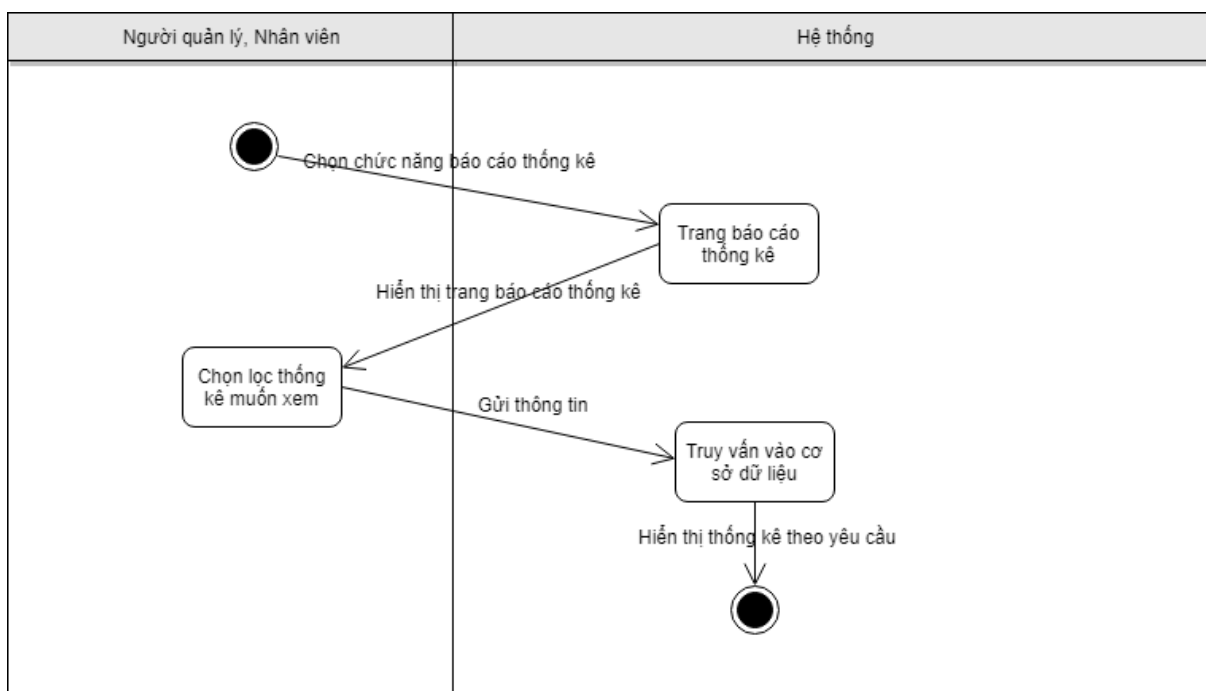 Người quản lý, Nhân viên
Hệ thống
Chọn chức năng báo cáo thống kê
Trang báo cáo
thống kê
Hiển thị trang báo cáo thống kê
Chọn lọc thống
kê muốn xem
Gửi thông tin
Truy vấn vào cơ
sở dữ liệu
Hiển thị thống kê theo yêu cầu